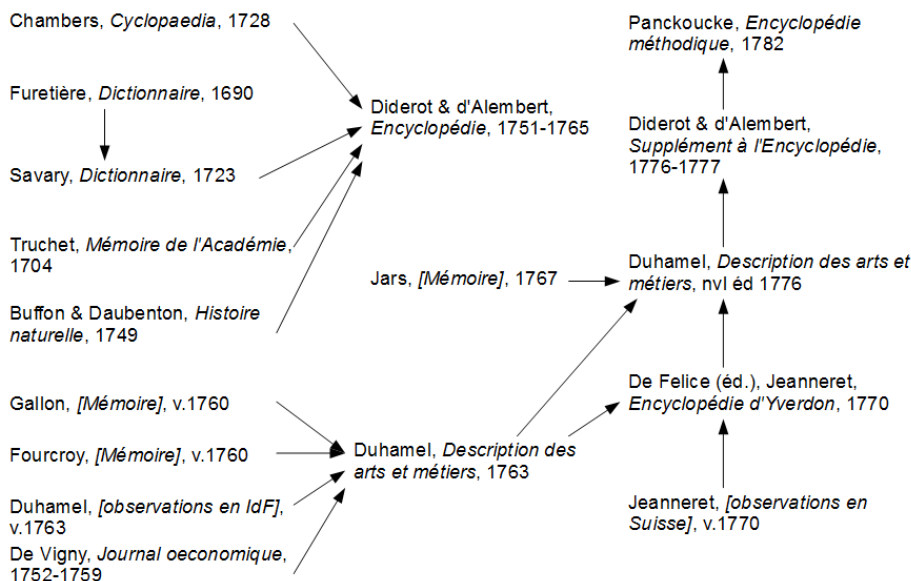 Chambers, Cyclopaedia, 1728
Furetière, Dictionnaire, 1690
Savary, Dictionnaire, 1723
Truchet, Mémoire de l'Académie,
1704
Buffon & Daubenton, Histoire
naturelle, 1749
Gallon, [Mémoire], v.1760
Fourcroy, [Mémoire], v.1760
Duhamel, [observations en IdF],
v.1763
De Vigny, Journal oeconomique,
1752-1759
Diderot & d'Alembert,
Encyclopédie, 1751-1765
Jars, [Mémoire], 1767
Duhamel, Description des
arts et métiers, 1763
Panckoucke, Encyclopédie
méthodique, 1782
Diderot & d'Alembert,
Supplément à l'Encyclopédie,
1776-1777
Duhamel, Description des arts et
métiers, nvl éd 1776
De Felice (éd.), Jeanneret,
Encyclopédie d'Yverdon, 1770
Jeanneret, [observations en
Suisse], v.1770